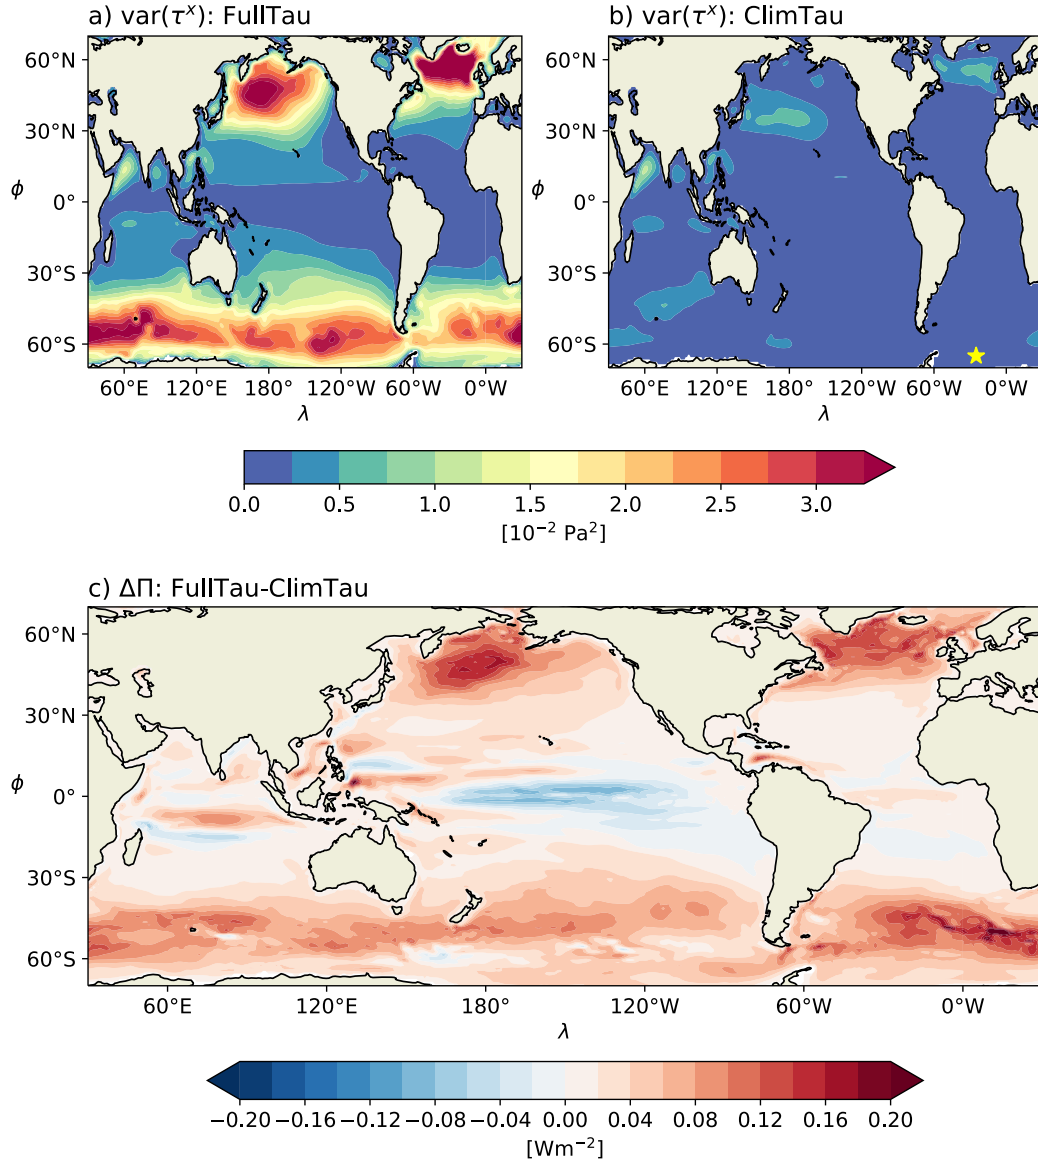 a) var(τˣ): FullTau
b) var(τˣ): ClimTau
60°N
30°N
0°
30°S
60°S
ϕ
60°E 120°E 180° 120°W 60°W 0°W
λ
60°N
30°N
0°
30°S
60°S
ϕ
60°E 120°E 180° 120°W 60°W 0°W
λ
0.0 0.5 1.0 1.5 2.0 2.5 3.0
[10⁻² Pa²]
c) ΔΠ: FullTau-ClimTau
60°N
30°N
0°
30°S
60°S
ϕ
60°E 120°E 180° 120°W 60°W 0°W
λ
−0.20 −0.16 −0.12 −0.08 −0.04 0.00 0.04 0.08 0.12 0.16 0.20
[Wm⁻²]